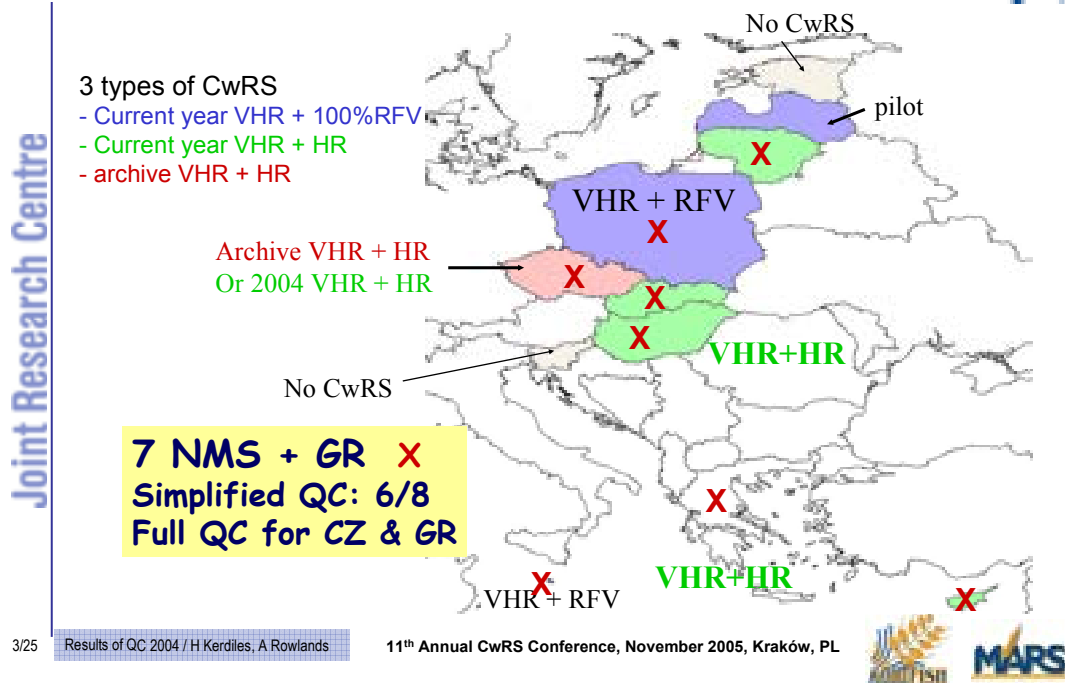 No CwRS
3 types of CwRS
- Current year VHR + 100%RFV
- Current year VHR + HR
- archive VHR + HR
pilot
X
VHR + RFV
X
Archive VHR + HR
Or 2004 VHR + HR
X
X
X
VHR+HR
No CwRS
7 NMS + GR X
Simplified QC: 6/8
Full QC for CZ & GR
X
VHR+HR
X
VHR + RFV
X
Joint Research Centre
3/25
Results of QC 2004 / H Kerdiles, A Rowlands
11th Annual CwRS Conference, November 2005, Kraków, PL
MARS